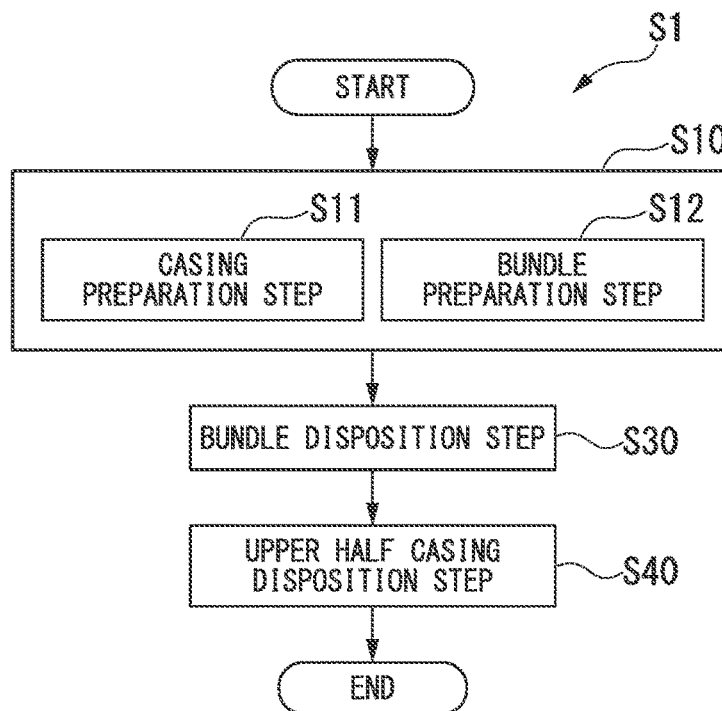 S1
START
S10
S11
S12
CASING
PREPARATION STEP
BUNDLE
PREPARATION STEP
BUNDLE DISPOSITION STEP
S30
UPPER HALF CASING
DISPOSITION STEP
S40
END